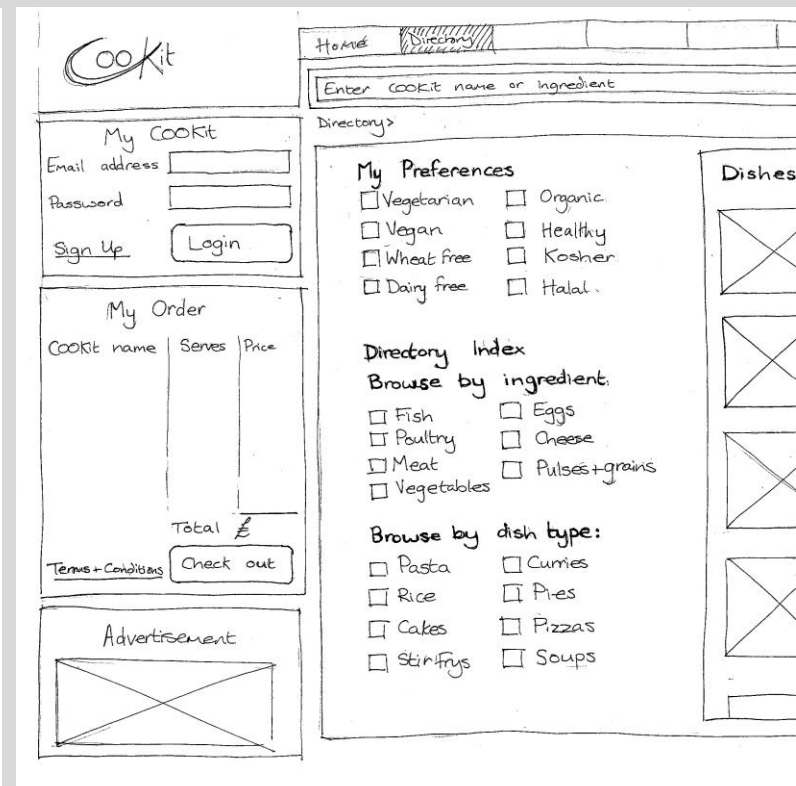 CooKit
Home Directory
Enter COOKit name or ingredient
Directory>
My COOKit
Email address
Password
Sign Up Login
My Order
COOKit name Serves Price
Total £
Terms + Conditions Check out
Advertisement
My Preferences
Vegetarian Organic
Vegan Healthy
Wheat free Kosher
Dairy free Halal.
Directory Index
Browse by ingredient:
Fish Eggs
Poultry Cheese
Meat Pulses+grains
Vegetables
Browse by dish type:
Pasta Curries
Rice Pies
Cakes Pizzas
Stir frys Soups
Dishes